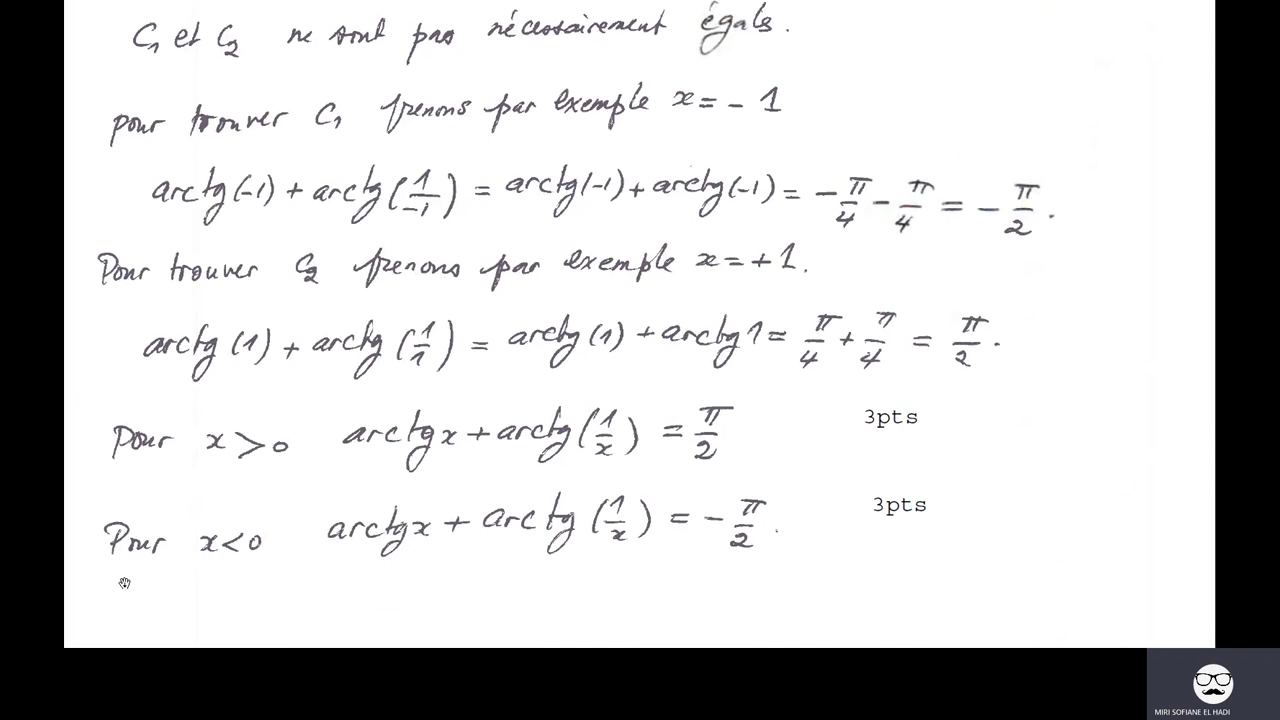 C₁ et C₂ ne sont pas nécessairement égals.
pour trouver C₁ prenons par exemple x = - 1
arctg(-1) + arctg(1/-1) = arctg(-1) + arctg(-1) = - π/4 - π/4 = - π/2.
Pour trouver C₂ prenons par exemple x = +1.
arctg(1) + arctg(1/1) = arctg(1) + arctg 1 = π/4 + π/4 = π/2.
Pour x > 0 arctg x + arctg(1/x) = π/2 3pts
Pour x < 0 arctg x + arctg(1/x) = - π/2. 3pts
MIRI SOFIANE EL HADI